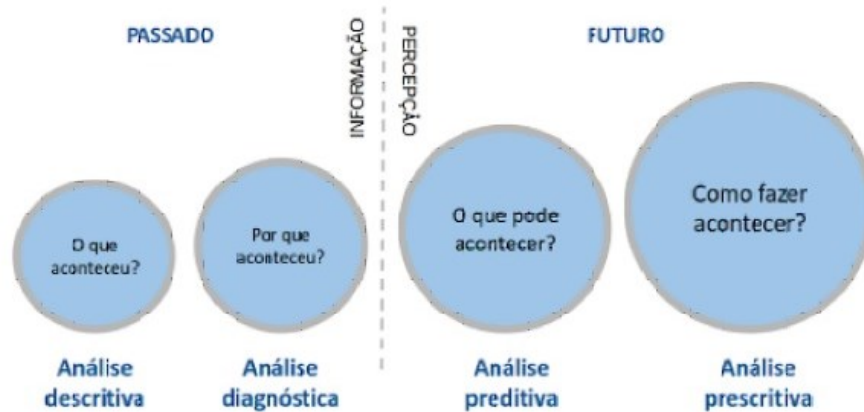 PASSADO
INFORMAÇÃO
PERCEPÇÃO
FUTURO
O que
aconteceu?
Por que
aconteceu?
O que pode
acontecer?
Como fazer
acontecer?
Análise
descritiva
Análise
diagnóstica
Análise
preditiva
Análise
prescritiva